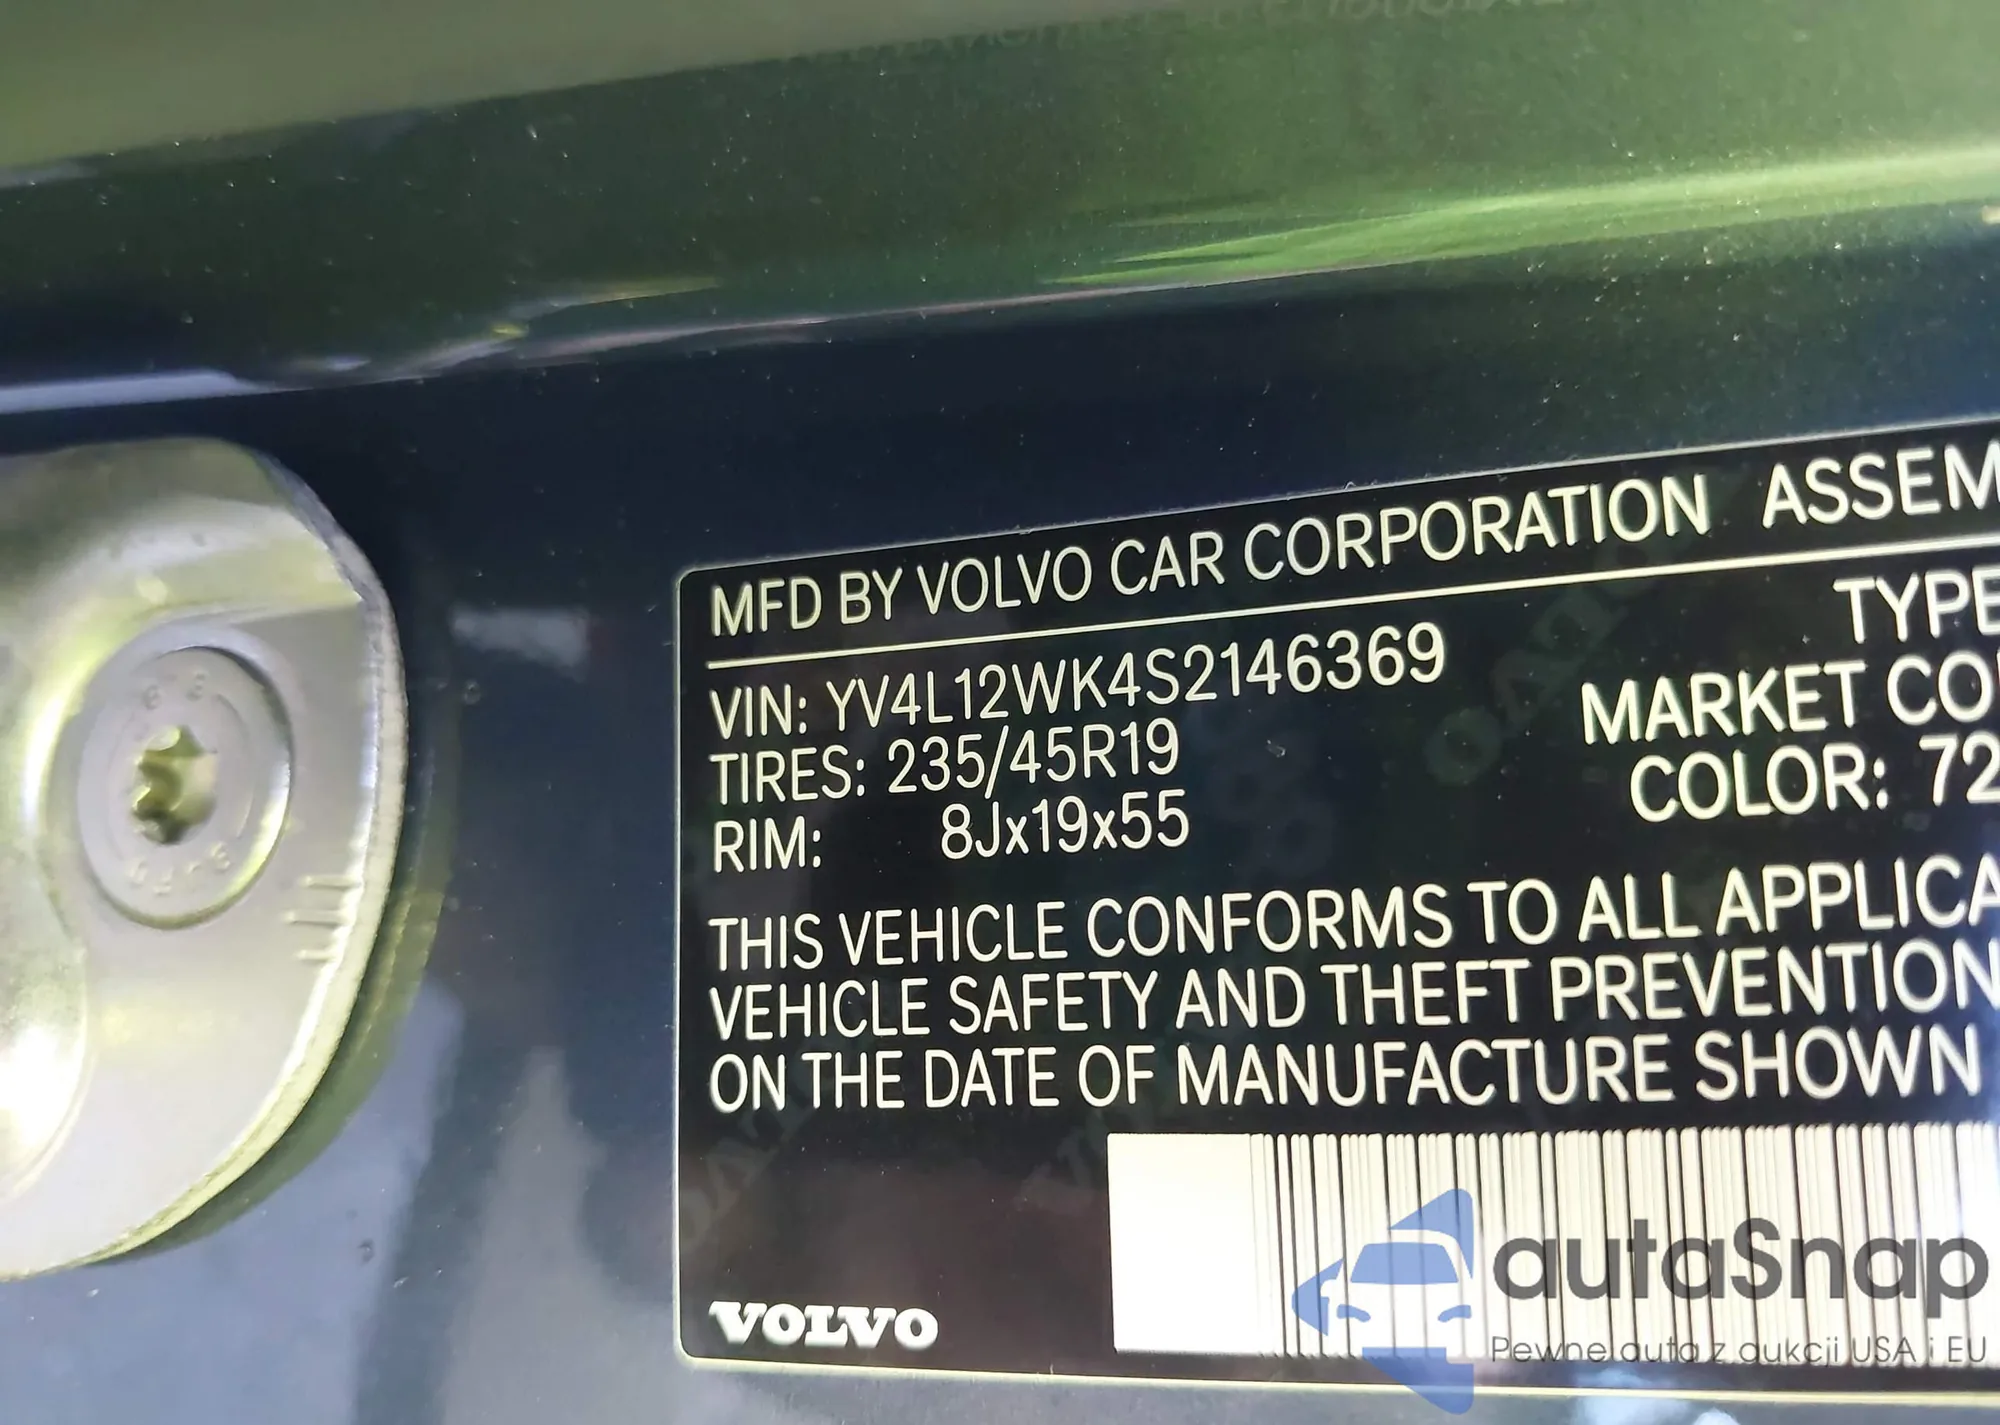 MFD BY VOLVO CAR CORPORATION ASSEM
TYPE
VIN: YV4L12WK4S2146369
MARKET CO
TIRES: 235/45R19
COLOR: 72
RIM: 8Jx19x55
THIS VEHICLE CONFORMS TO ALL APPLICA
VEHICLE SAFETY AND THEFT PREVENTION
ON THE DATE OF MANUFACTURE SHOWN
VOLVO
autaSnap
Pewne auta z aukcji USA i EU